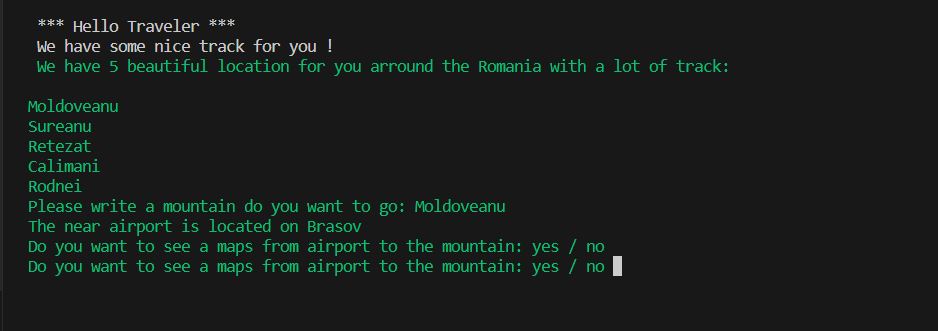 *** Hello Traveler ***
We have some nice track for you !
We have 5 beautiful location for you arround the Romania with a lot of track:
Moldoveanu
Sureanu
Retezat
Calimani
Rodnei
Please write a mountain do you want to go: Moldoveanu
The near airport is located on Brasov
Do you want to see a maps from airport to the mountain: yes / no
Do you want to see a maps from airport to the mountain: yes / no